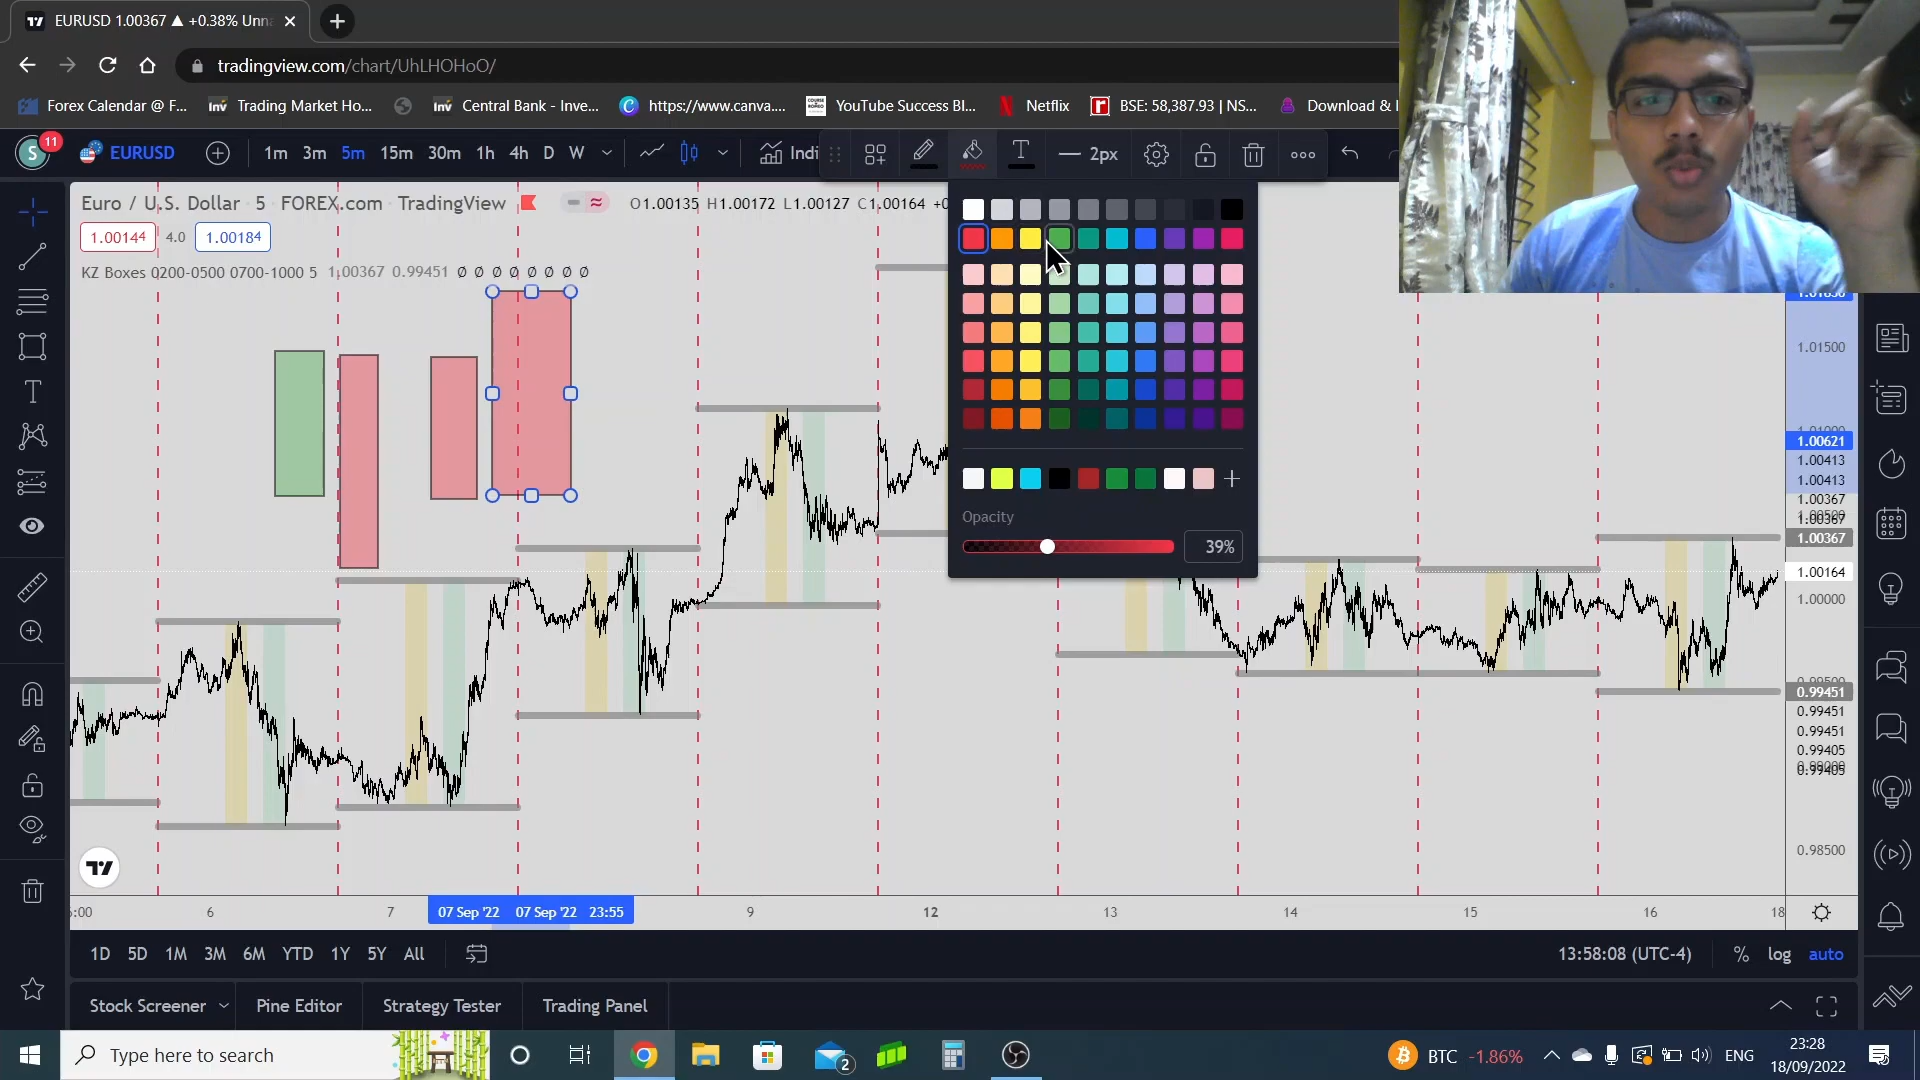 EURUSD 1.00367 ▲ +0.38% Unna
tradingview.com/chart/UhLHOHoO/
Forex Calendar @ F...
Inv Trading Market Ho...
Inv Central Bank - Inve...
https://www.canva....
YouTube Success Bl...
Netflix
BSE: 58,387.93 | NS...
Download & I
S 11
EURUSD
1m 3m 5m 15m 30m 1h 4h D W
Indi
T
2px
Euro / U.S. Dollar · 5 · FOREX.com · TradingView
O1.00135 H1.00172 L1.00127 C1.00164 +0
1.00144 4.0 1.00184
KZ Boxes 0200-0500 0700-1000 5 1.00367 0.99451 Ø Ø Ø Ø Ø Ø Ø Ø
Opacity
39%
1.01500
1.00621
1.00413
1.00413
1.00367
1.00367
1.00367
1.00164
1.00000
0.99451
0.99451
0.99451
0.99405
0.99405
0.98500
6 7 07 Sep '22 07 Sep '22 23:55 9 12 13 14 15 16 18
1D 5D 1M 3M 6M YTD 1Y 5Y All
13:58:08 (UTC-4) % log auto
Stock Screener Pine Editor Strategy Tester Trading Panel
Type here to search
2
BTC -1.86%
ENG
23:28
18/09/2022